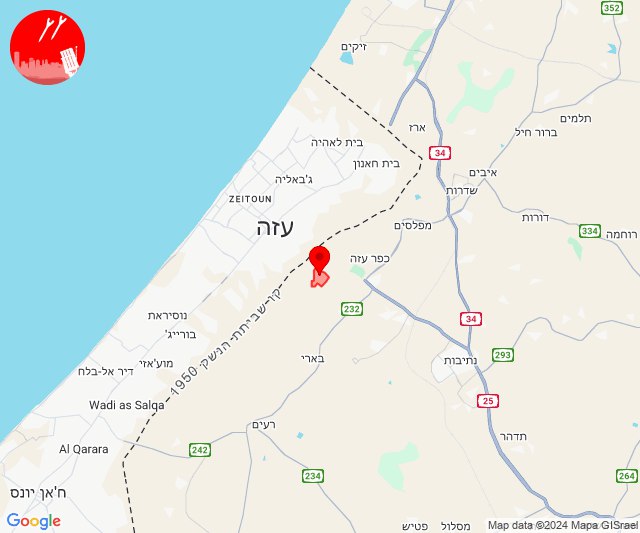 352
זיקים
תלמים
ארז
ברור חיל
בית לאהיה
34
בית חאנון
איבים
ג'באליה
שדרות
ZEITOUN
דורות
מפלסים
334
רוחמה
עזה
כפר עזה
קו שביתת הנשק 1950
232
נוסיראת
34
בורייג'
בארי
293
מוע'אזי
נתיבות
דיר אל-בלח
Wadi as Salqa
25
רעים
תדהר
Al Qarara
242
234
264
ח'אן יונס
פטיש
מסלול
Google
Map data ©2024 Mapa GISrael